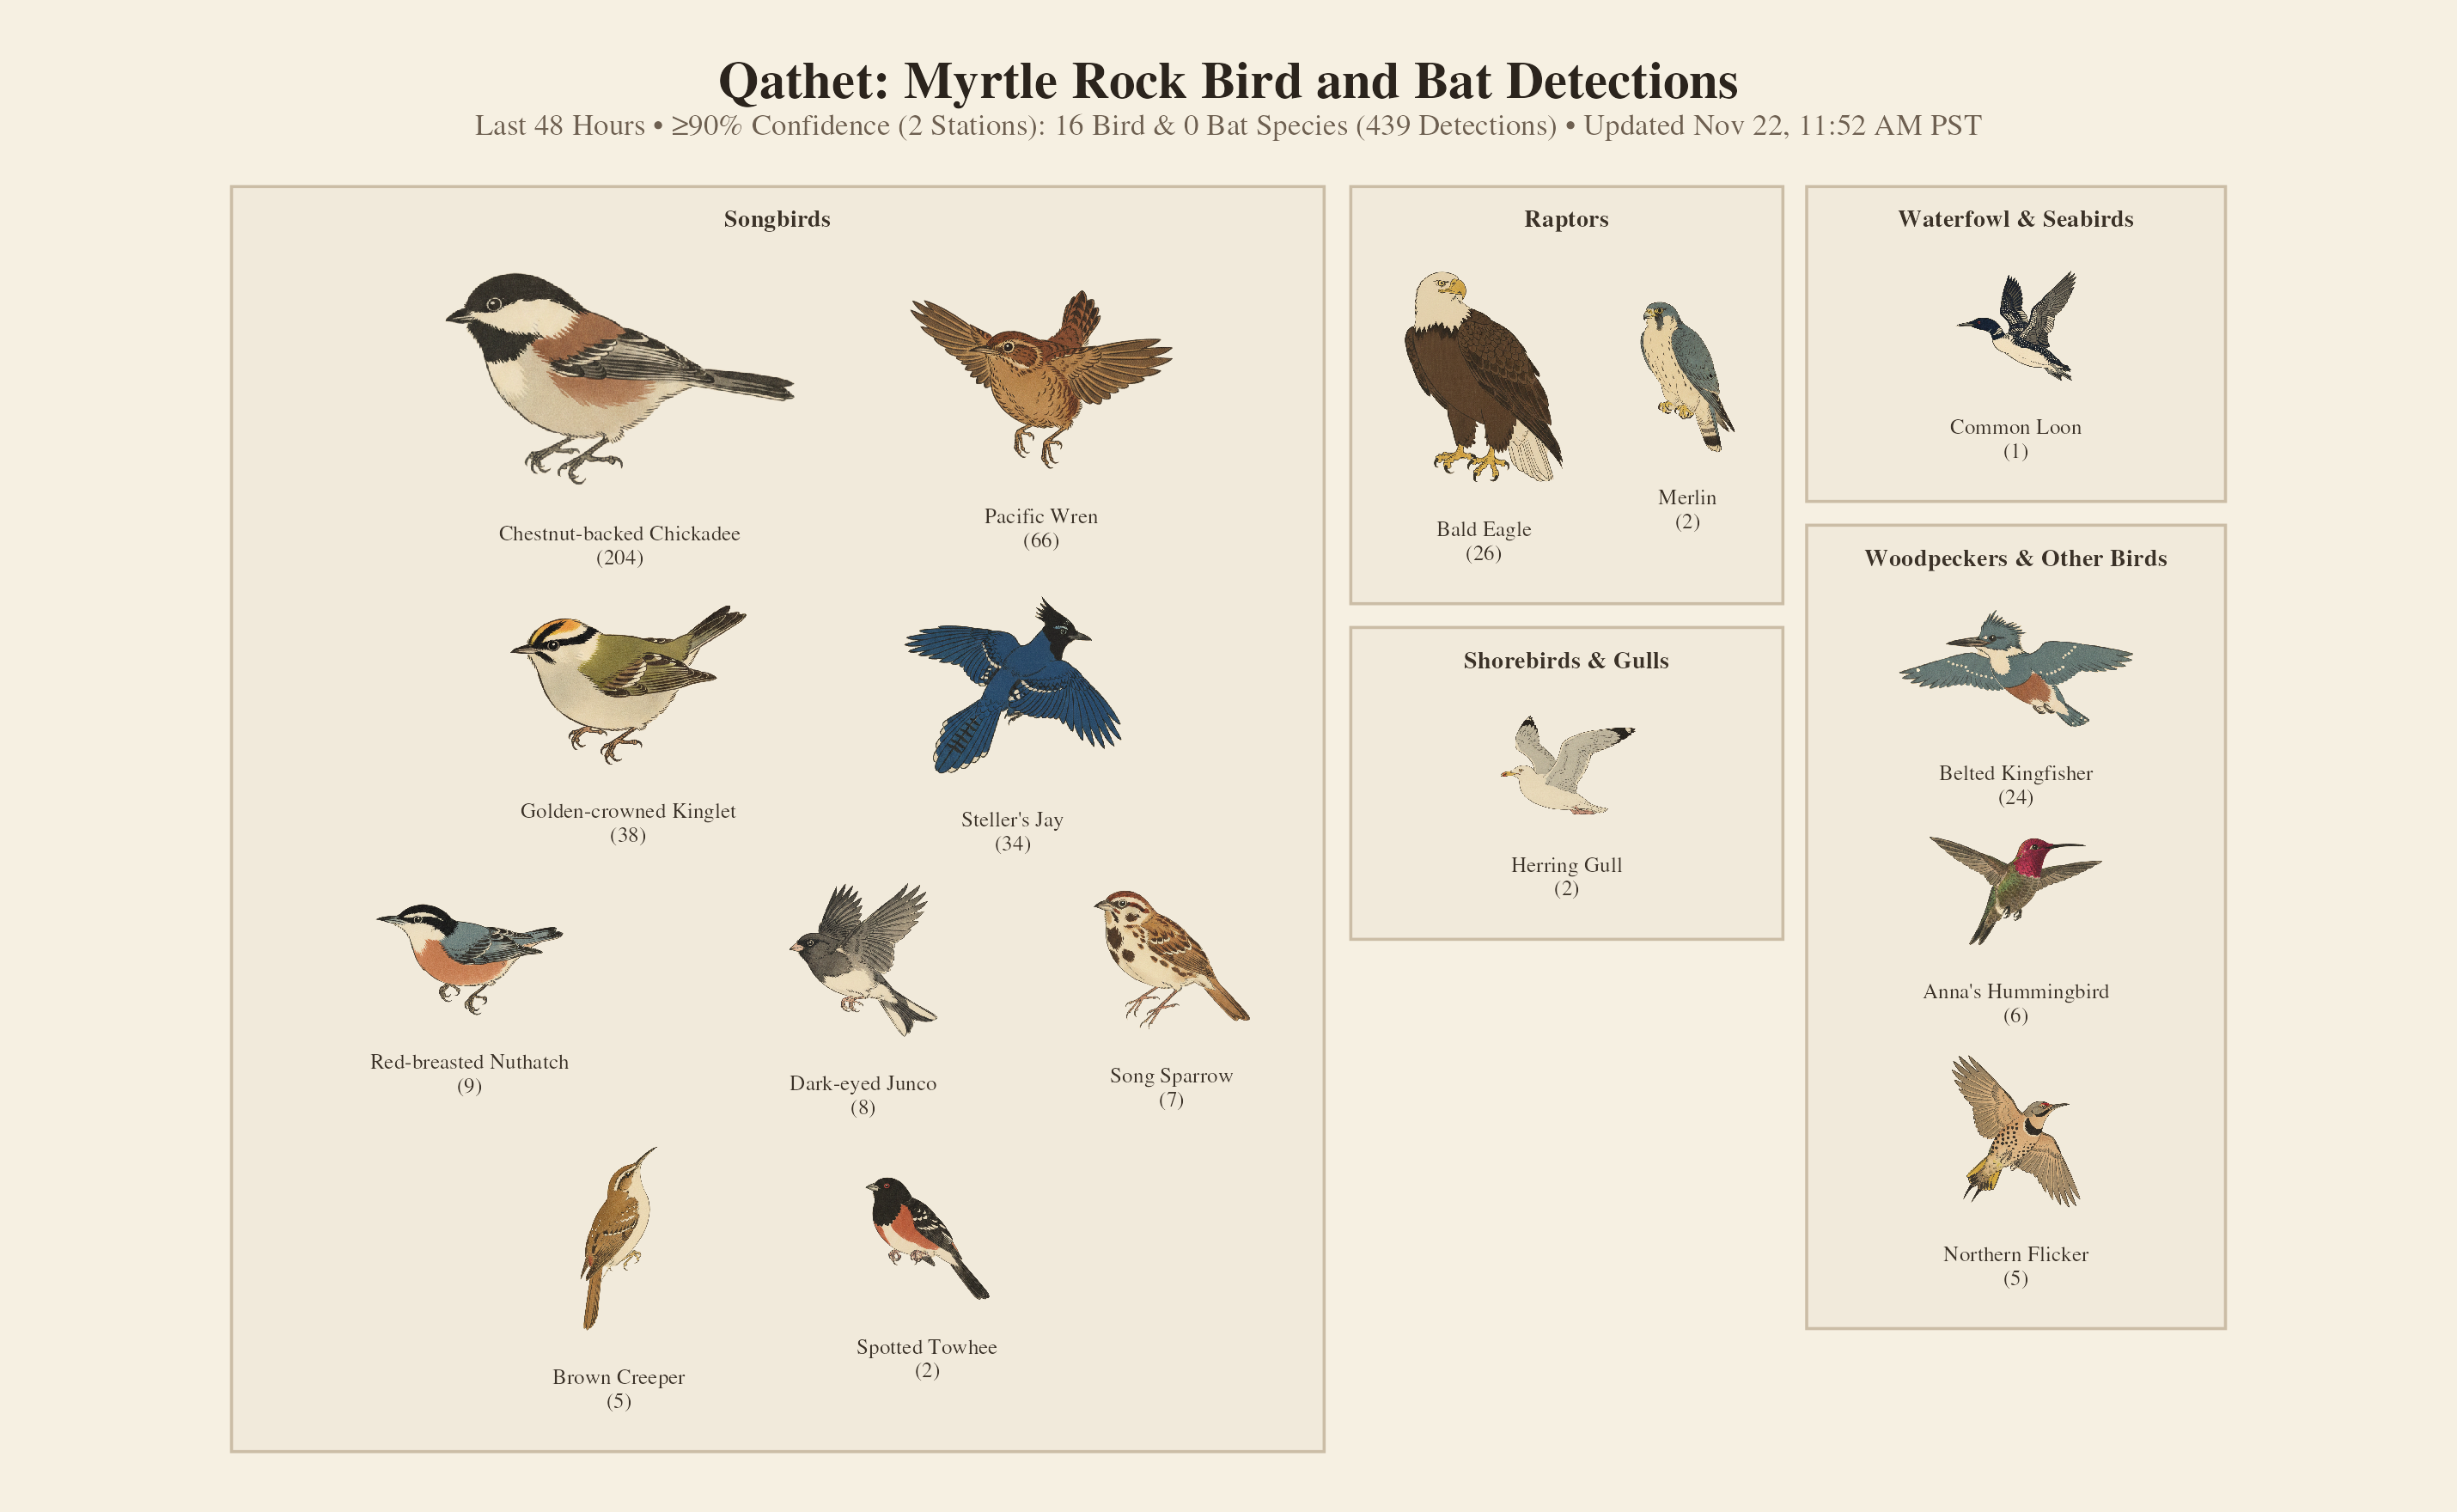 Qathet: Myrtle Rock Bird and Bat Detections
Last 48 Hours • ≥90% Confidence (2 Stations): 16 Bird & 0 Bat Species (439 Detections) • Updated Nov 22, 11:52 AM PST
Songbirds
Chestnut-backed Chickadee
(204)
Pacific Wren
(66)
Golden-crowned Kinglet
(38)
Steller's Jay
(34)
Red-breasted Nuthatch
(9)
Dark-eyed Junco
(8)
Song Sparrow
(7)
Brown Creeper
(5)
Spotted Towhee
(2)
Raptors
Bald Eagle
(26)
Merlin
(2)
Shorebirds & Gulls
Herring Gull
(2)
Waterfowl & Seabirds
Common Loon
(1)
Woodpeckers & Other Birds
Belted Kingfisher
(24)
Anna's Hummingbird
(6)
Northern Flicker
(5)